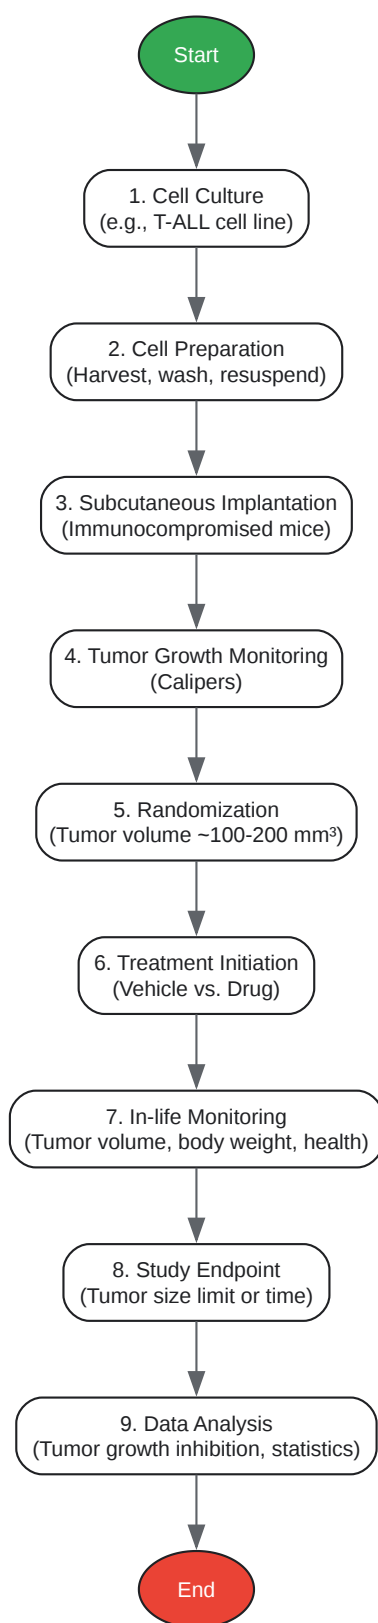 Start
1. Cell Culture
(e.g., T-ALL cell line)
2. Cell Preparation
(Harvest, wash, resuspend)
3. Subcutaneous Implantation
(Immunocompromised mice)
4. Tumor Growth Monitoring
(Calipers)
5. Randomization
(Tumor volume ~100-200 mm³)
6. Treatment Initiation
(Vehicle vs. Drug)
7. In-life Monitoring
(Tumor volume, body weight, health)
8. Study Endpoint
(Tumor size limit or time)
9. Data Analysis
(Tumor growth inhibition, statistics)
End